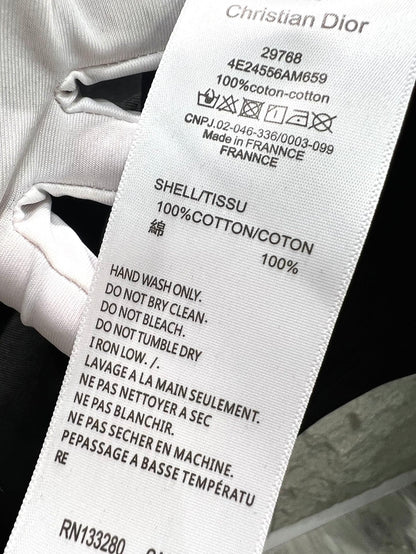 Christian Dior
29768
4E24556AM659
100%coton-cotton
CNPJ.02-046-336/0003-099
Made in FRANNCE
FRANNCE
SHELL/TISSU
100%COTTON/COTON
綿 100%
HAND WASH ONLY.
DO NOT BRY CLEAN·
DO NOT BLEACH.
DO NOT TUMBLE DRY
I RON LOW. /.
LAVAGE A LA MAIN SEULEMENT.
NE PAS NETTOYER A SEC
NE PAS BLANCHIR.
NE PAS SECHER EN MACHINE.
PEPASSAGE A BASSE TEMPÉRATU
RE
RN133280